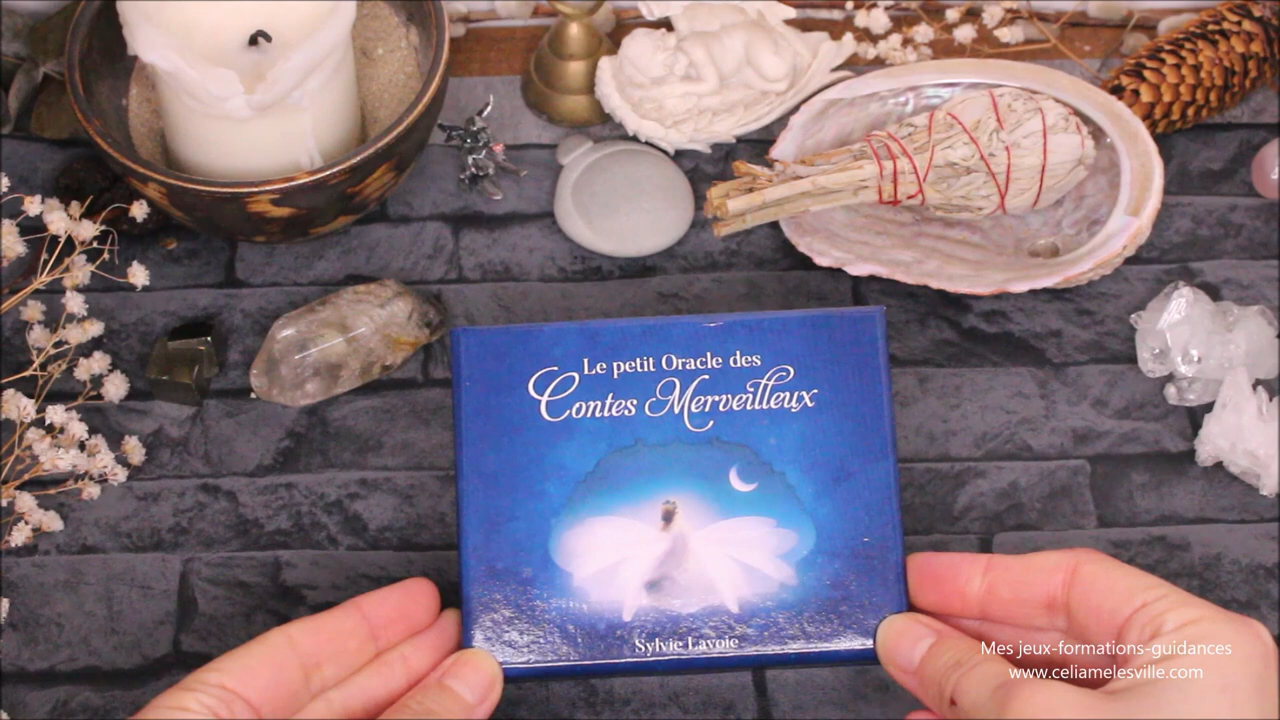 Le petit Oracle des
Contes Merveilleux
Sylvie Lavoie
Mes jeux-formations-guidances
www.celiamelesville.com